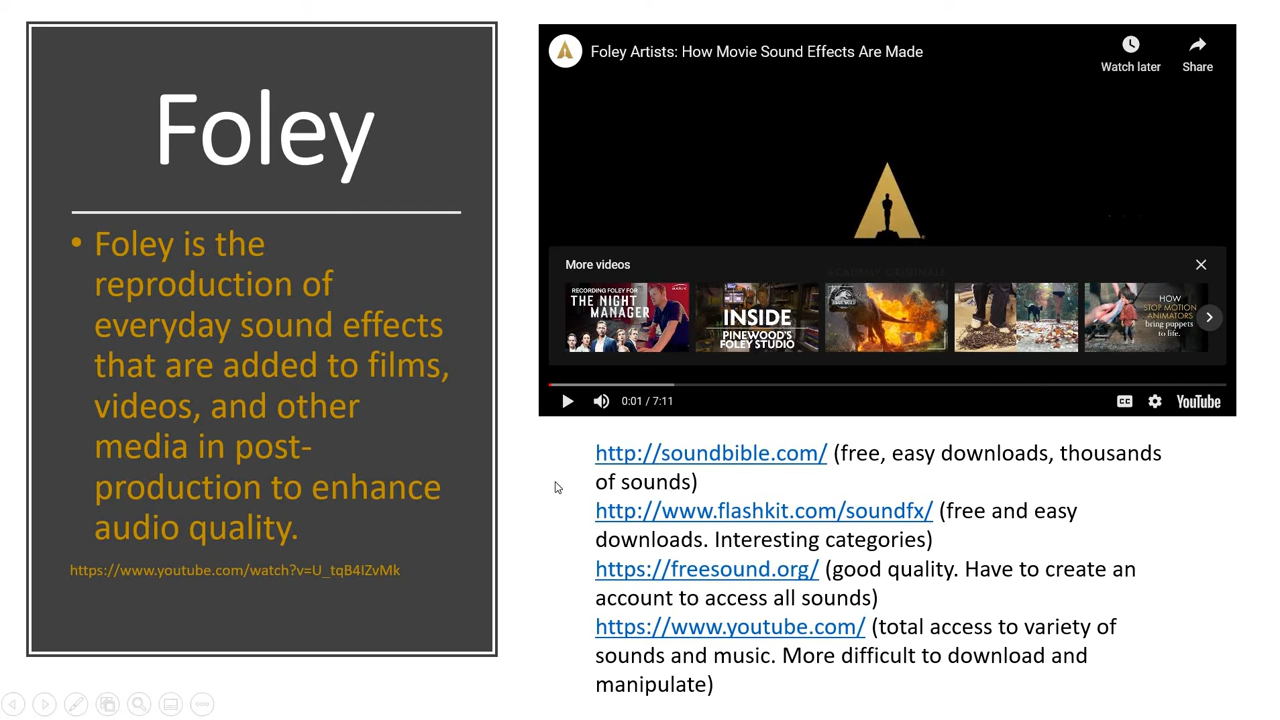 Foley
• Foley is the
reproduction of
everyday sound effects
that are added to films,
videos, and other
media in post-
production to enhance
audio quality.
https://www.youtube.com/watch?v=U_tqB4IZvMk
Foley Artists: How Movie Sound Effects Are Made
Watch later
Share
More videos
ACADEMY ORIGINALS
RECORDING FOLEY FOR
THE NIGHT
MANAGER
INSIDE
PINEWOOD'S
FOLEY STUDIO
HOW
STOP MOTION
ANIMATORS
bring puppets
to life.
0:01 / 7:11
CC
YouTube
http://soundbible.com/ (free, easy downloads, thousands
of sounds)
http://www.flashkit.com/soundfx/ (free and easy
downloads. Interesting categories)
https://freesound.org/ (good quality. Have to create an
account to access all sounds)
https://www.youtube.com/ (total access to variety of
sounds and music. More difficult to download and
manipulate)